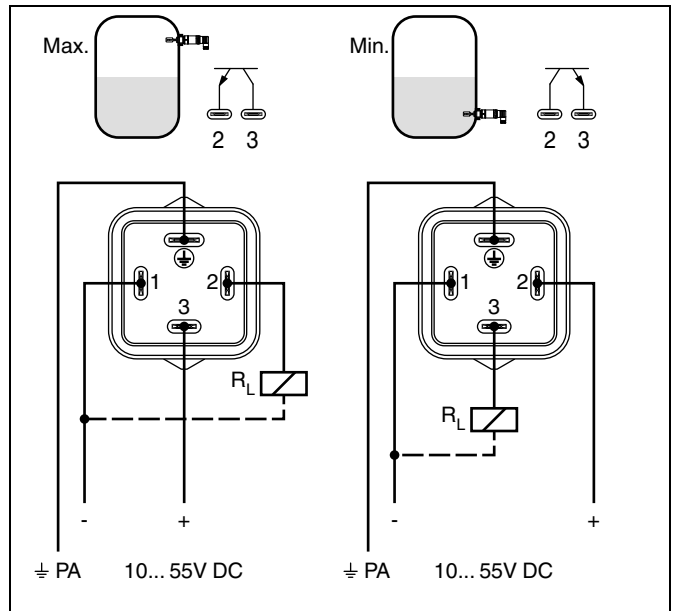 Max.
2 3
1
2
3
R_L
- +
⏚ PA 10... 55V DC
Min.
2 3
1
2
3
R_L
- +
⏚ PA 10... 55V DC